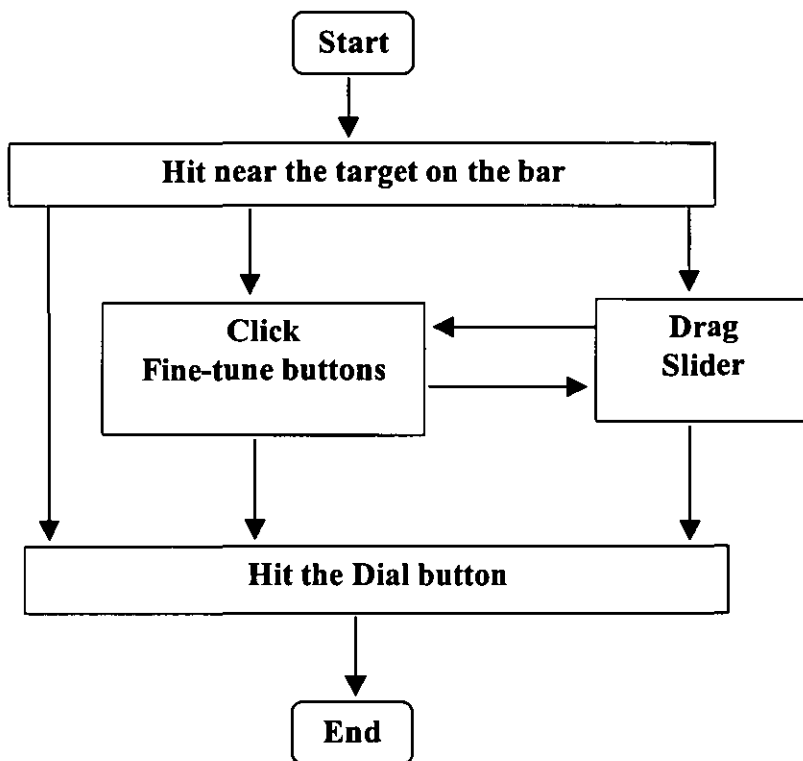 Start
Hit near the target on the bar
Click
Fine-tune buttons
Drag
Slider
Hit the Dial button
End